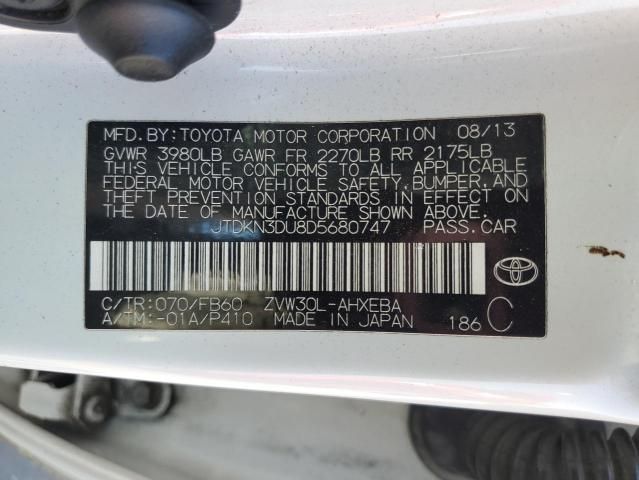 MFD. BY: TOYOTA MOTOR CORPORATION 08/13
GVWR 3980LB GAWR FR 2270LB RR 2175LB
THIS VEHICLE CONFORMS TO ALL APPLICABLE
FEDERAL MOTOR VEHICLE SAFETY, BUMPER, AND
THEFT PREVENTION STANDARDS IN EFFECT ON
THE DATE OF MANUFACTURE SHOWN ABOVE.
JTDKN3DU8D5680747 PASS. CAR
C/TR: 070/FB60 ZVW30L-AHXEBA
A/TM: -01A/P410 MADE IN JAPAN 186 C